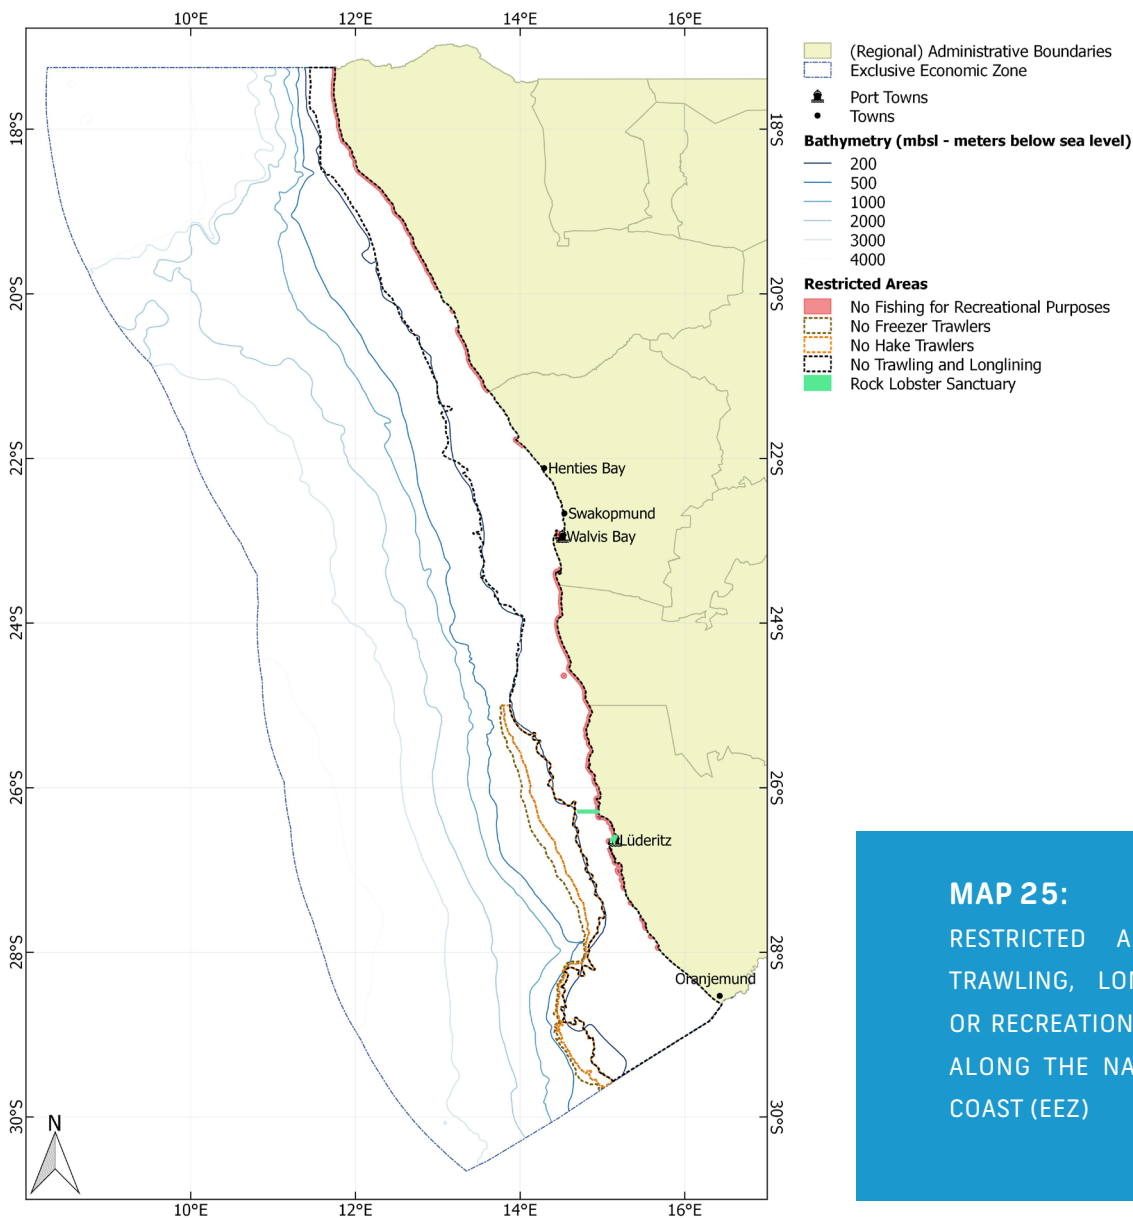 10°E 12°E 14°E 16°E
18°S 18°S
20°S 20°S
22°S 22°S
24°S 24°S
26°S 26°S
28°S 28°S
30°S 30°S
Henties Bay
Swakopmund
Walvis Bay
Lüderitz
Oranjemund
N
10°E 12°E 14°E 16°E
(Regional) Administrative Boundaries
Exclusive Economic Zone
Port Towns
Towns
Bathymetry (mbsl - meters below sea level)
200
500
1000
2000
3000
4000
Restricted Areas
No Fishing for Recreational Purposes
No Freezer Trawlers
No Hake Trawlers
No Trawling and Longlining
Rock Lobster Sanctuary
MAP 25:
RESTRICTED
TRAWLING,
OR
ALONG THE
COAST (EEZ)